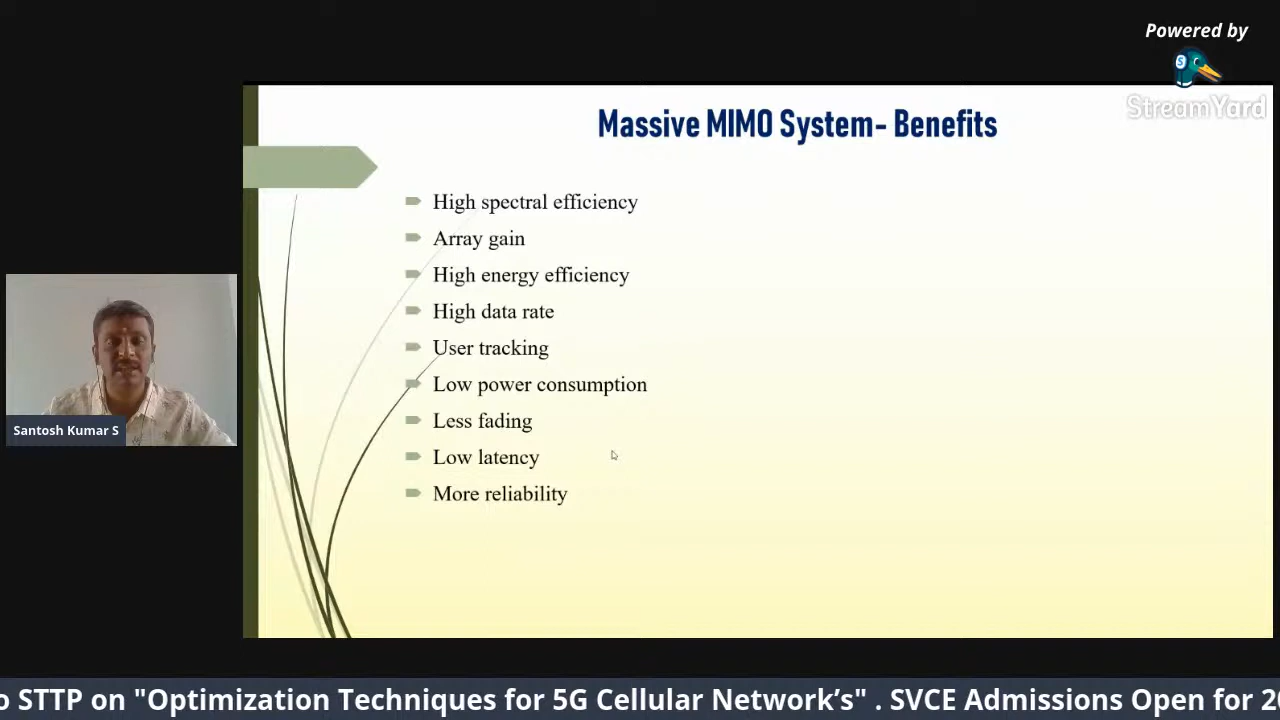 Powered by
StreamYard
Massive MIMO System- Benefits
High spectral efficiency
Array gain
High energy efficiency
High data rate
User tracking
Low power consumption
Less fading
Low latency
More reliability
Santosh Kumar S
STTP on "Optimization Techniques for 5G Cellular Network’s" . SVCE Admissions Open for